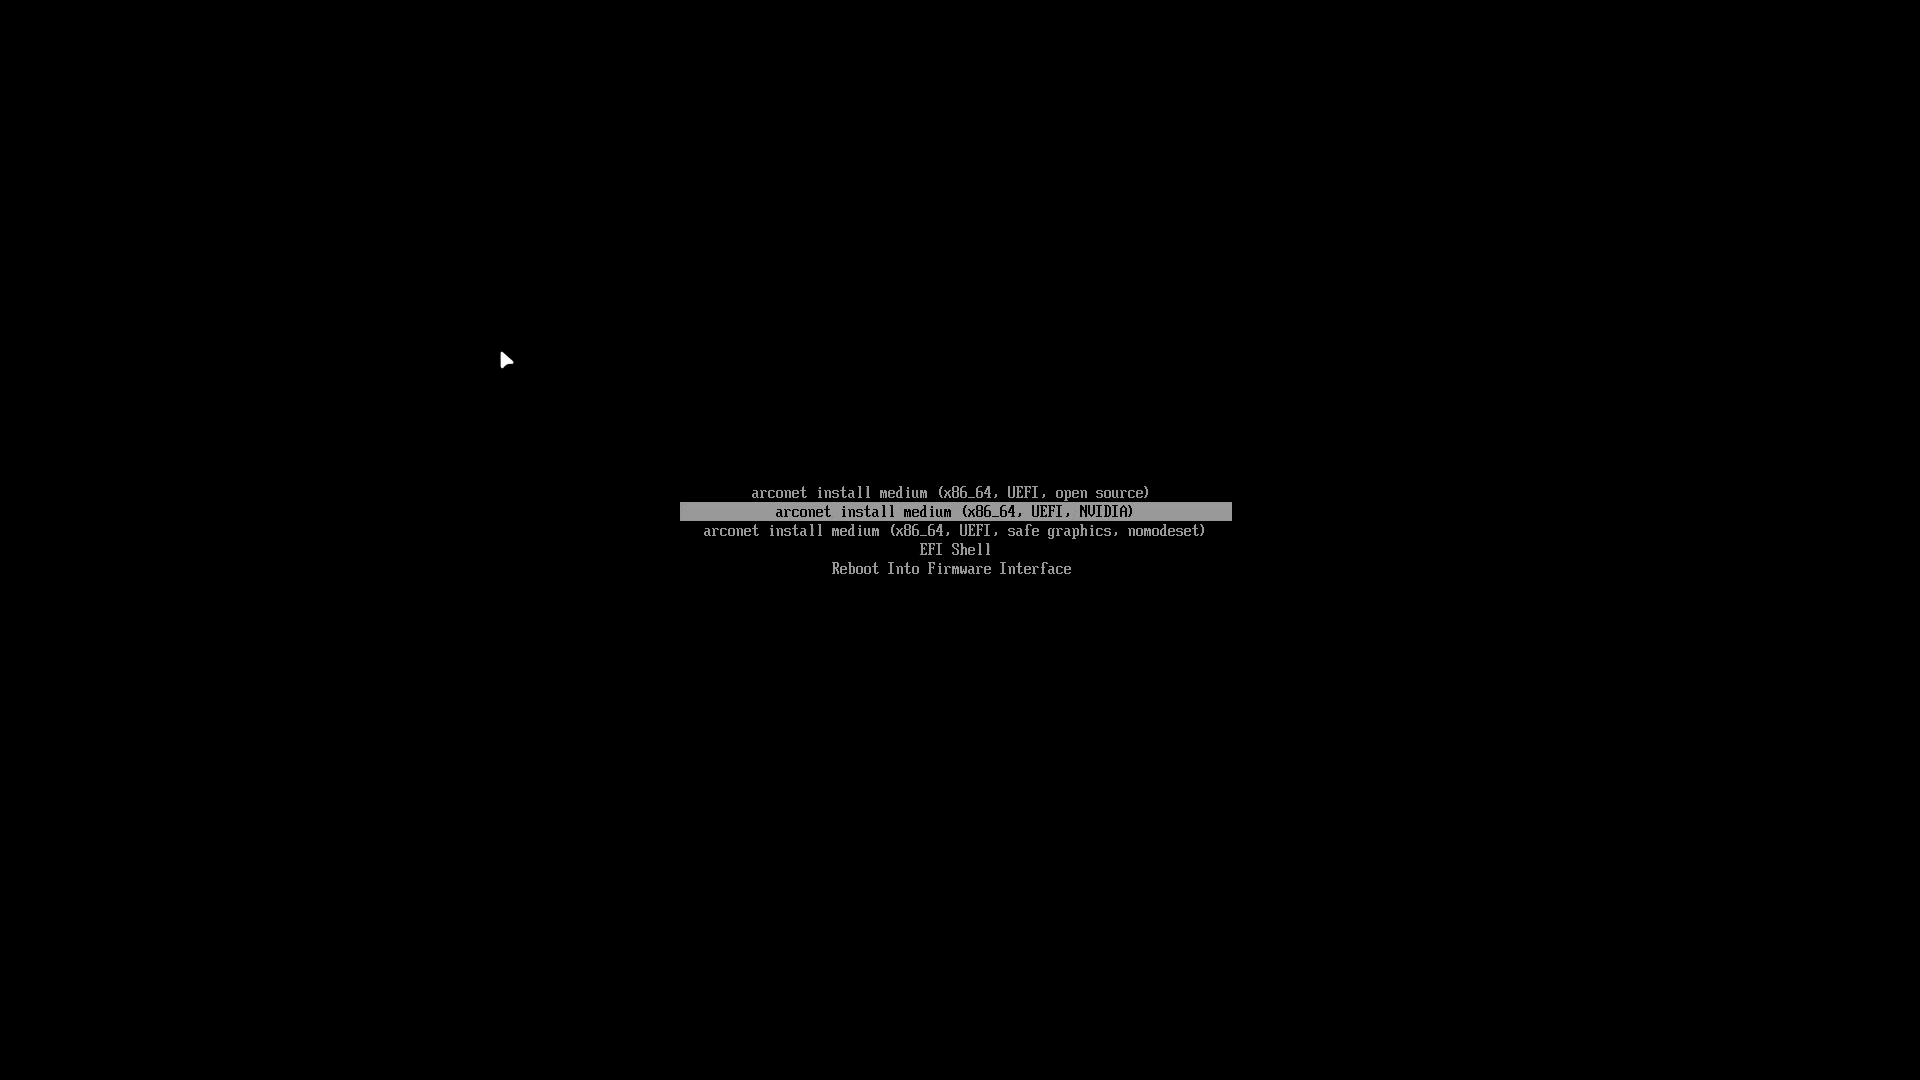 arconet install medium (x86_64, UEFI, open source)
arconet install medium (x86_64, UEFI, NVIDIA)
arconet install medium (x86_64, UEFI, safe graphics, nomodeset)
EFI Shell
Reboot Into Firmware Interface